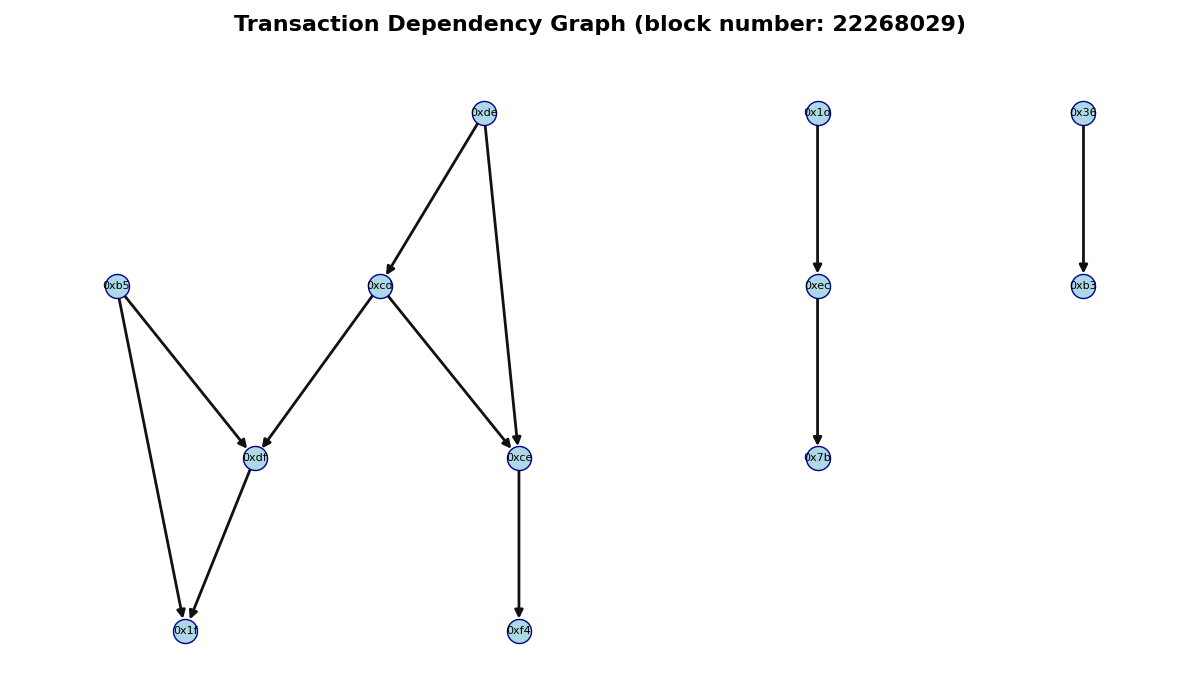 Transaction Dependency Graph (block number: 22268029)
0xde
0x1d
0x36
0xb5
0xcd
0xec
0xb3
0xdf
0xce
0x7b
0x1f
0xf4